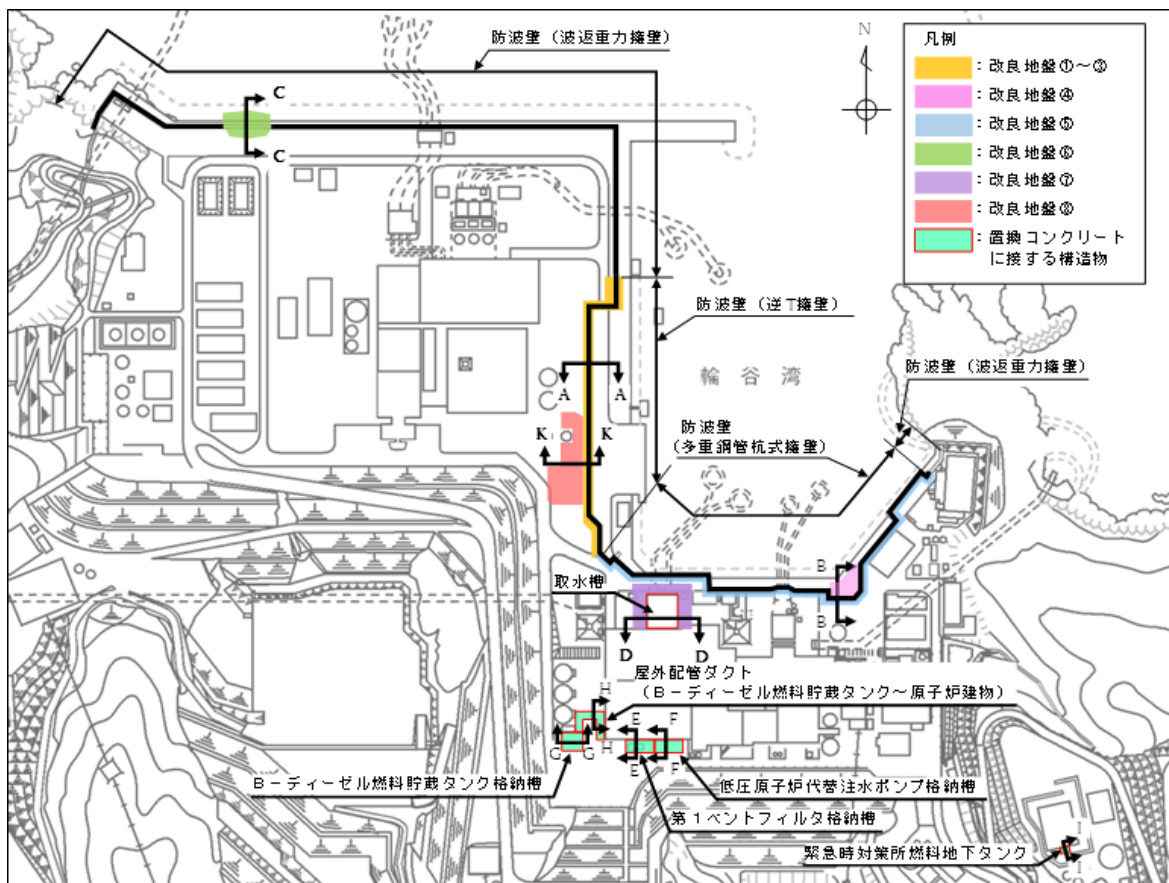 防波壁（波返重力擁壁）
N
凡例
：改良地盤①～③
：改良地盤④
：改良地盤⑤
：改良地盤⑥
：改良地盤⑦
：改良地盤⑧
：置換コンクリート
に接する構造物
C
C
防波壁（逆T擁壁）
輪谷湾
防波壁（波返重力擁壁）
A
A
K
K
防波壁
（多重鋼管杭式擁壁）
B
B
取水槽
D
D
屋外配管ダクト
（B－ディーゼル燃料貯蔵タンク～原子炉建物）
H
H
G
G
E
E
F
F
B－ディーゼル燃料貯蔵タンク格納槽
低圧原子炉代替注水ポンプ格納槽
第1ベントフィルタ格納槽
緊急時対策所燃料地下タンク
I
I